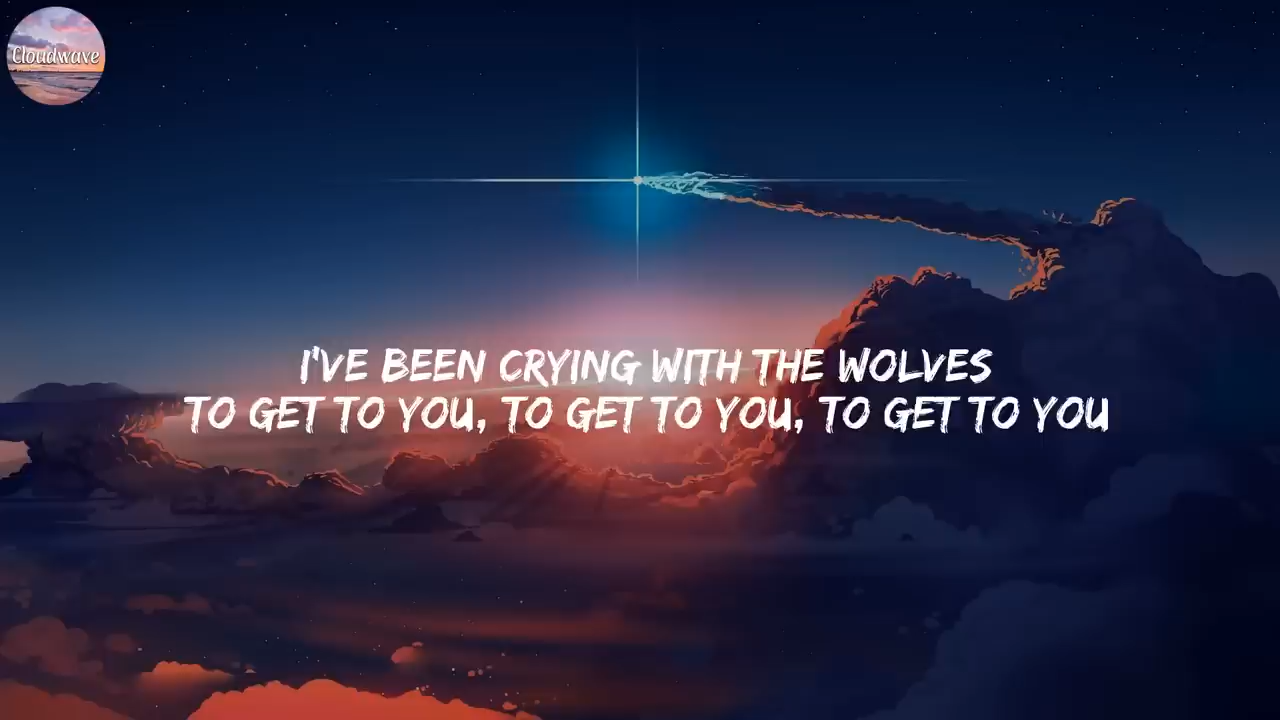 Cloudwave
I'VE BEEN CRYING WITH THE WOLVES
TO GET TO YOU, TO GET TO YOU, TO GET TO YOU